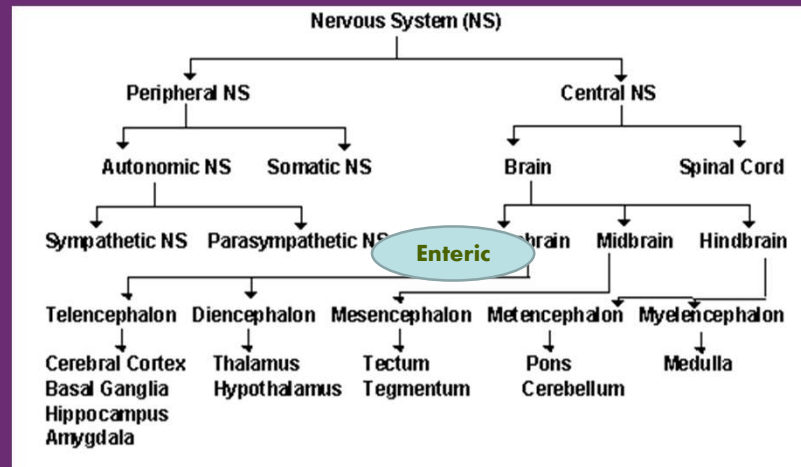 Nervous System (NS)
Peripheral NS Central NS
Autonomic NS Somatic NS Brain Spinal Cord
Sympathetic NS Parasympathetic NS Enteric Midbrain Hindbrain
Telencephalon Diencephalon Mesencephalon Metencephalon Myelencephalon
Cerebral Cortex Thalamus Tectum Pons Medulla
Basal Ganglia Hypothalamus Tegmentum Cerebellum
Hippocampus
Amygdala